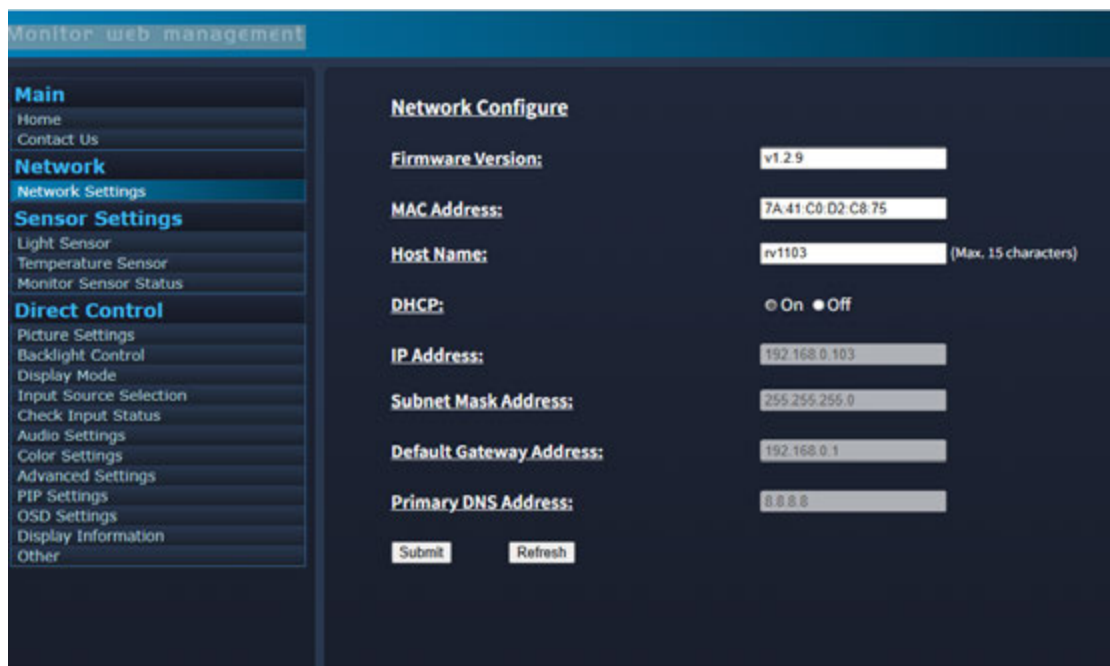 Monitor web management
Main
Home
Contact Us
Network
Network Settings
Sensor Settings
Light Sensor
Temperature Sensor
Monitor Sensor Status
Direct Control
Picture Settings
Backlight Control
Display Mode
Input Source Selection
Check Input Status
Audio Settings
Color Settings
Advanced Settings
PIP Settings
OSD Settings
Display Information
Other
Network Configure
Firmware Version: v1.2.9
MAC Address: 7A:41:C0:D2:C8:75
Host Name: rv1103 (Max, 15 characters)
DHCP: On Off
IP Address: 192.168.0.103
Subnet Mask Address: 255.255.255.0
Default Gateway Address: 192.168.0.1
Primary DNS Address: 8.8.8.8
Submit Refresh